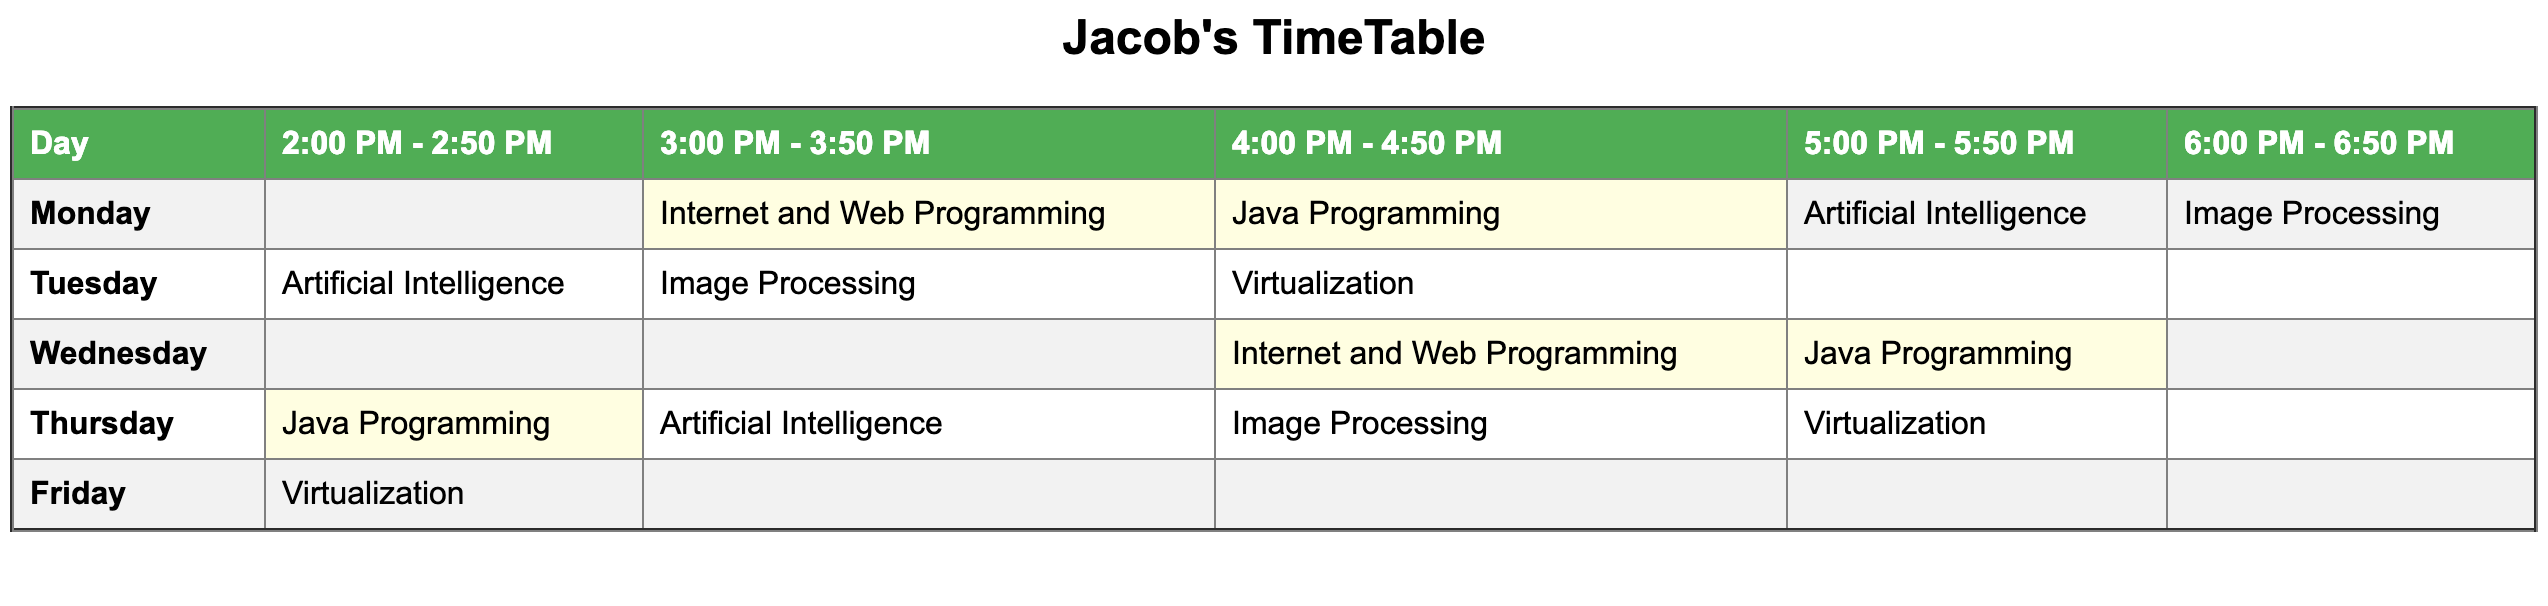 Jacob's TimeTable
Day 2:00 PM - 2:50 PM 3:00 PM - 3:50 PM 4:00 PM - 4:50 PM 5:00 PM - 5:50 PM 6:00 PM - 6:50 PM
Monday Internet and Web Programming Java Programming Artificial Intelligence Image Processing
Tuesday Artificial Intelligence Image Processing Virtualization
Wednesday Internet and Web Programming Java Programming
Thursday Java Programming Artificial Intelligence Image Processing Virtualization
Friday Virtualization